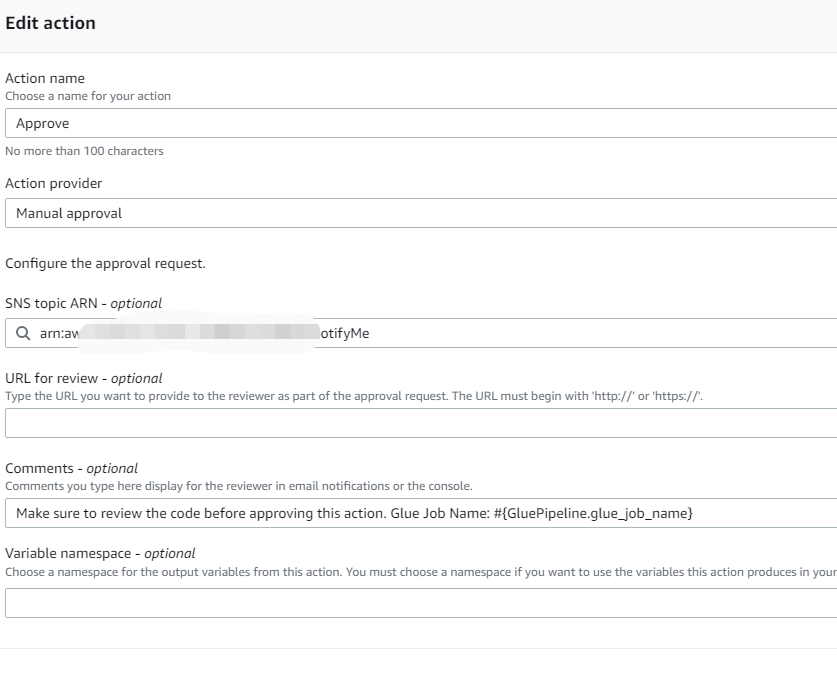 Edit action
Action name
Choose a name for your action
Approve
No more than 100 characters
Action provider
Manual approval
Configure the approval request.
SNS topic ARN - optional
arn:aw otifyMe
URL for review - optional
Type the URL you want to provide to the reviewer as part of the approval request. The URL must begin with 'http://' or 'https://'.
Comments - optional
Comments you type here display for the reviewer in email notifications or the console.
Make sure to review the code before approving this action. Glue Job Name: #{GluePipeline.glue_job_name}
Variable namespace - optional
Choose a namespace for the output variables from this action. You must choose a namespace if you want to use the variables this action produces in your